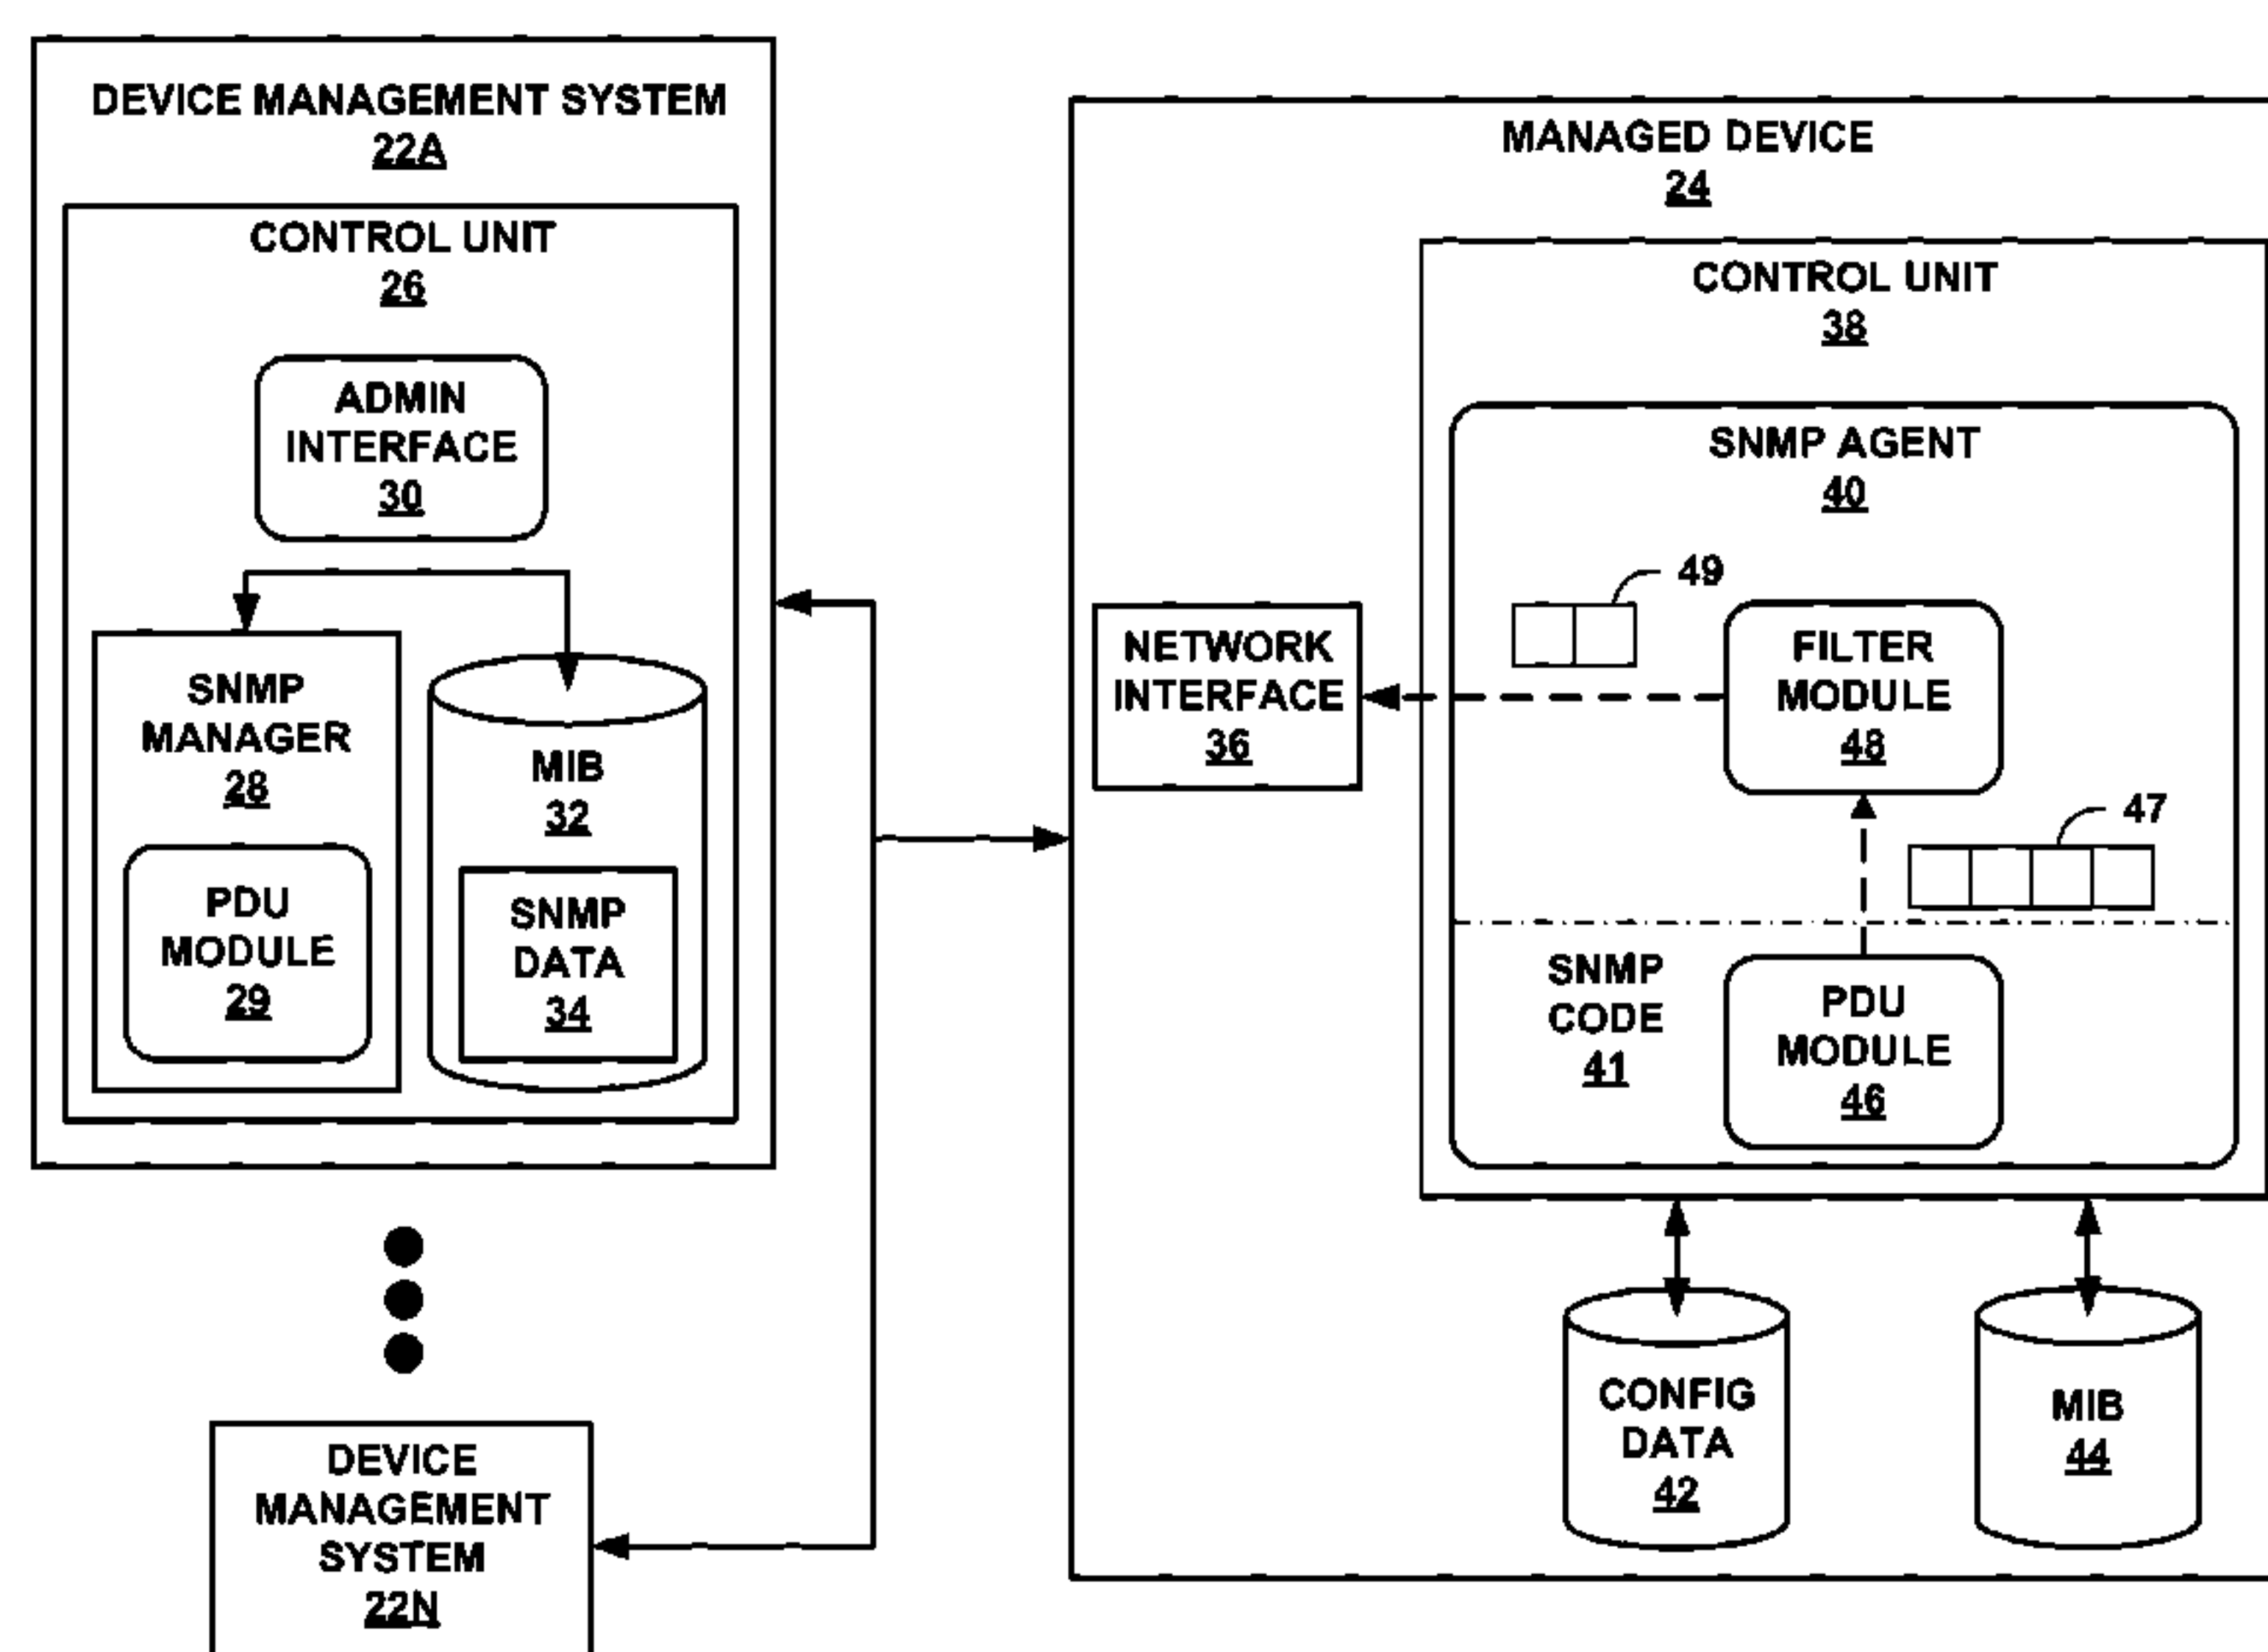 DEVICE MANAGEMENT SYSTEM
22A
CONTROL UNIT
26
ADMIN
INTERFACE
30
SNMP
MANAGER
28
PDU
MODULE
29
MIB
32
SNMP
DATA
34
DEVICE
MANAGEMENT
SYSTEM
22N
MANAGED DEVICE
24
NETWORK
INTERFACE
36
CONTROL UNIT
38
SNMP AGENT
40
49
FILTER
MODULE
48
47
SNMP
CODE
41
PDU
MODULE
46
CONFIG
DATA
42
MIB
44